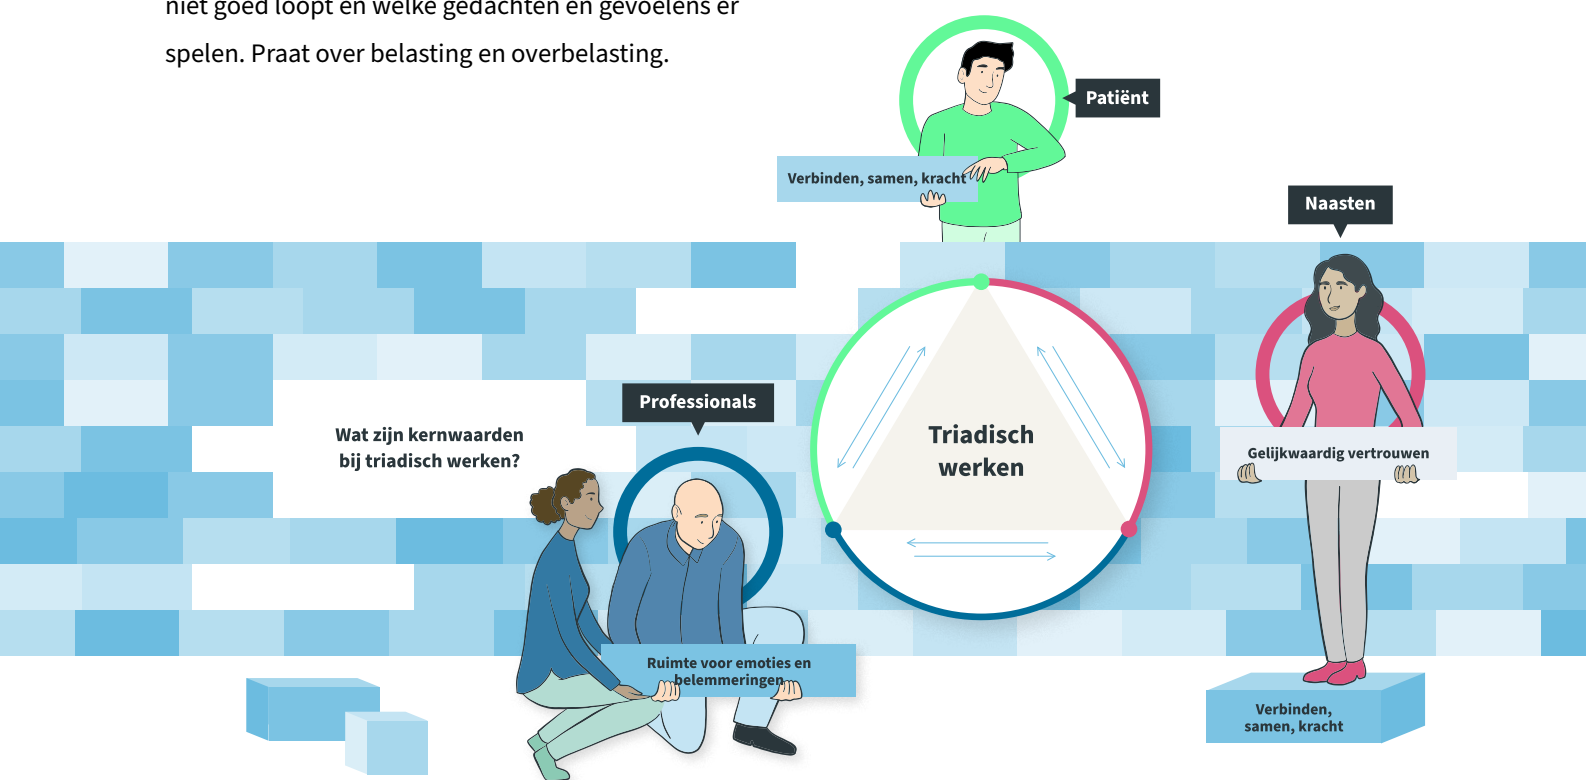 niet goed loopt en welke gedachten en gevoelens er
spelen. Praat over belasting en overbelasting.
Patiënt
Verbinden, samen, kracht
Naasten
Professionals
Wat zijn kernwaarden
bij triadisch werken?
Triadisch
werken
Gelijkwaardig vertrouwen
Ruimte voor emoties en
belemmeringen
Verbinden,
samen, kracht